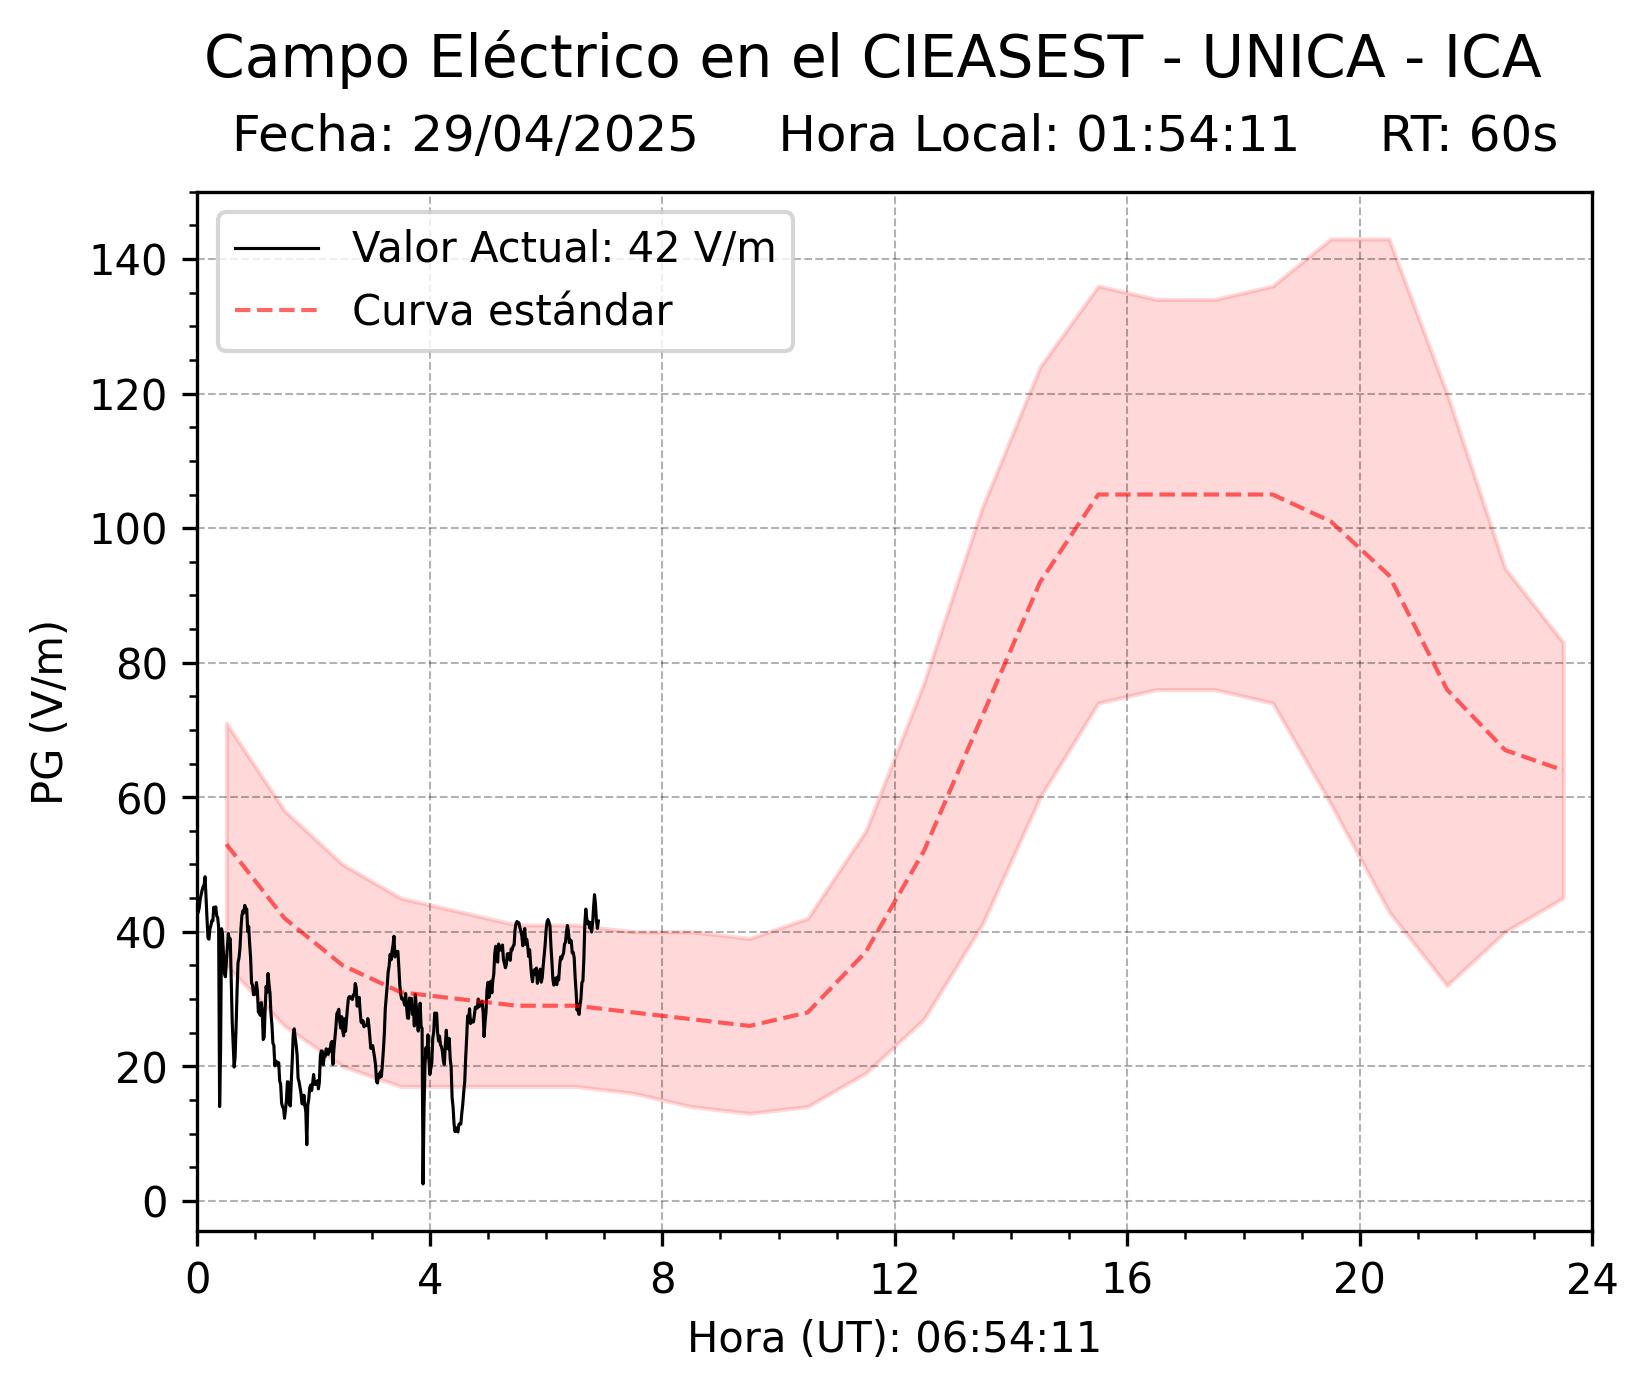 Campo Eléctrico en el CIEASEST - UNICA - ICA
Fecha: 29/04/2025 Hora Local: 01:54:11 RT: 60s
Valor Actual: 42 V/m
Curva estándar
PG (V/m)
140
120
100
80
60
40
20
0
0 4 8 12 16 20 24
Hora (UT): 06:54:11